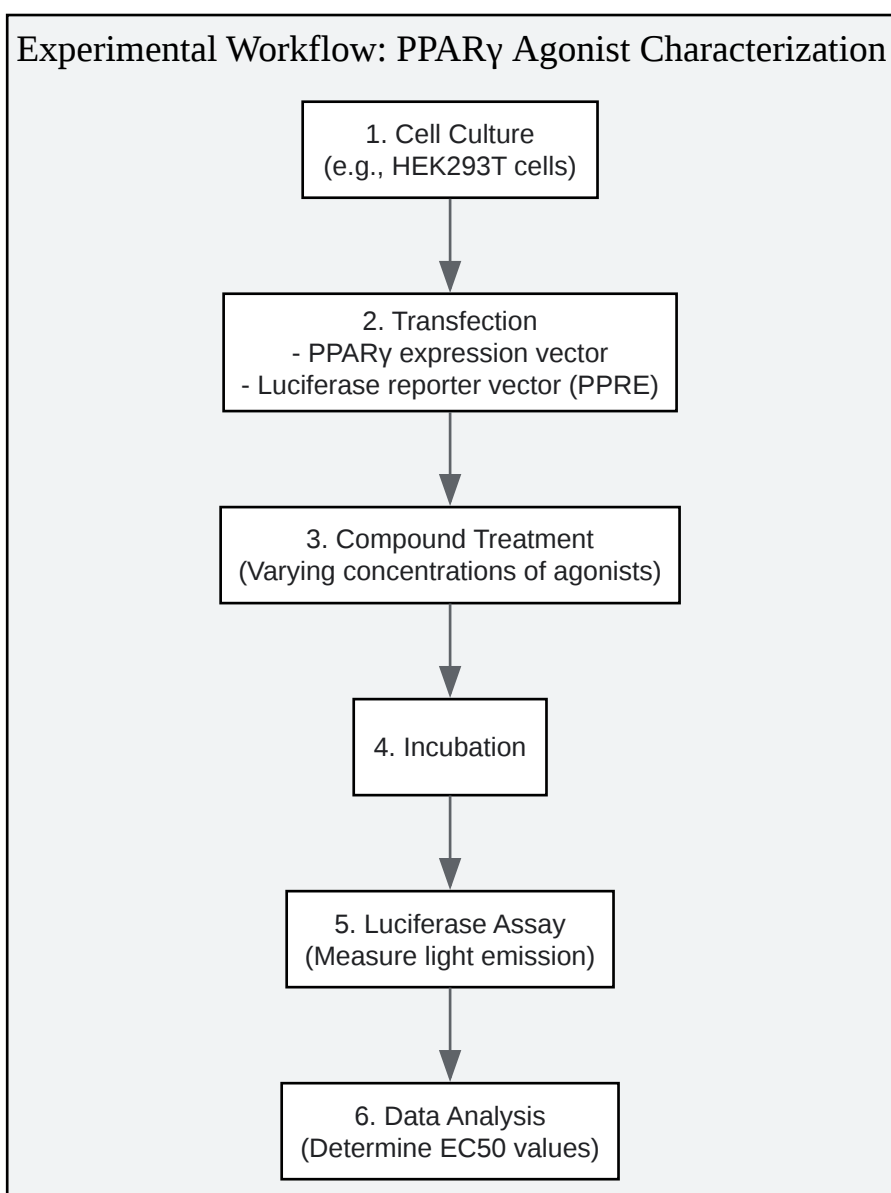 Experimental Workflow: PPARγ Agonist Characterization
1. Cell Culture
(e.g., HEK293T cells)
2. Transfection
- PPARγ expression vector
- Luciferase reporter vector (PPRE)
3. Compound Treatment
(Varying concentrations of agonists)
4. Incubation
5. Luciferase Assay
(Measure light emission)
6. Data Analysis
(Determine EC50 values)